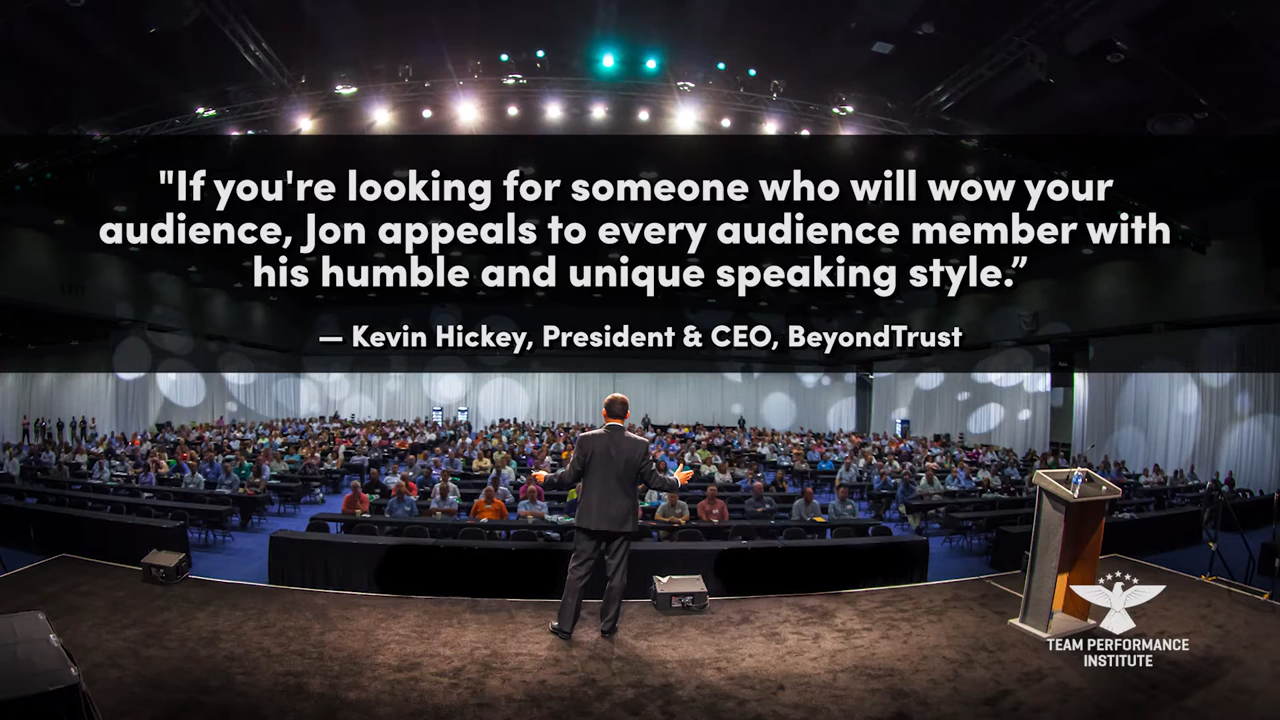 "If you're looking for someone who will wow your
audience, Jon appeals to every audience member with
his humble and unique speaking style.”
— Kevin Hickey, President & CEO, BeyondTrust
TEAM PERFORMANCE
INSTITUTE